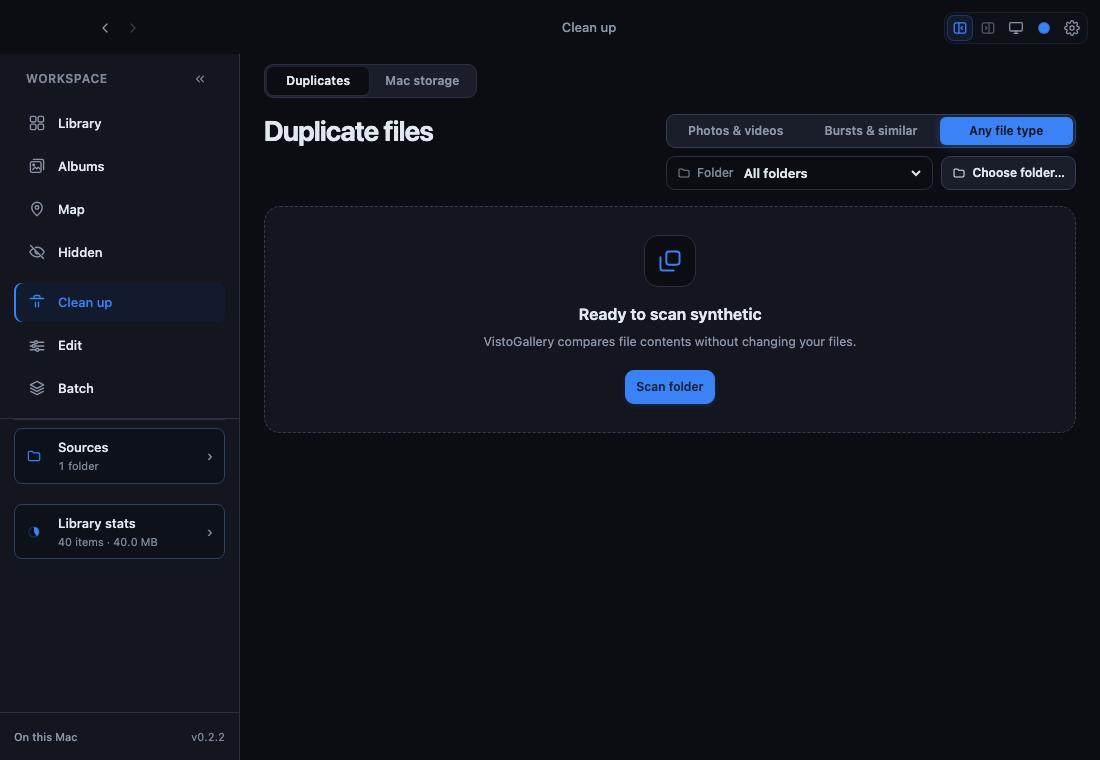 Clean up
WORKSPACE
Library
Albums
Map
Hidden
Clean up
Edit
Batch
Sources
1 folder
Library stats
40 items · 40.0 MB
On this Mac
v0.2.2
Duplicates
Mac storage
Duplicate files
Photos & videos
Bursts & similar
Any file type
Folder All folders
Choose folder...
Ready to scan synthetic
VistoGallery compares file contents without changing your files.
Scan folder